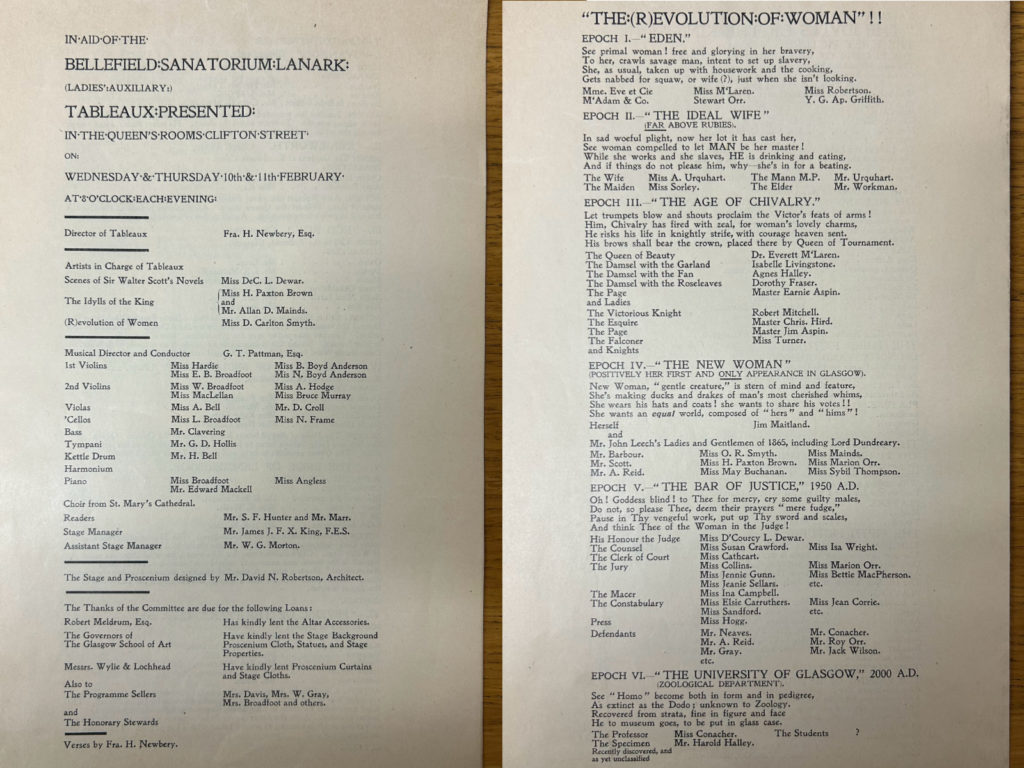 IN·AID·OF·THE·
BELLEFIELD:SANATORIUM:LANARK:
(LADIES':AUXILIARY:)
TABLEAUX:PRESENTED:
IN·THE·QUEEN'S·ROOMS·CLIFTON·STREET·
ON:
WEDNESDAY·&·THURSDAY·10th·&·11th·FEBRUARY·
AT·8·O'CLOCK:EACH:EVENING:
Director of Tableaux Fra. H. Newbery, Esq.
Artists in Charge of Tableaux
Scenes of Sir Walter Scott's Novels Miss DeC. L. Dewar.
The Idylls of the King Miss H. Paxton Brown
and
Mr. Allan D. Mainds.
(R)evolution of Women Miss D. Carlton Smyth.
Musical Director and Conductor G. T. Pattman, Esq.
1st Violins Miss Hardie Miss B. Boyd Anderson
Miss E. B. Broadfoot Mis N. Boyd Anderson
2nd Violins Miss W. Broadfoot Miss A. Hodge
Miss MacLellan Miss Bruce Murray
Violas Miss A. Bell Mr. D. Croll
'Cellos Miss L. Broadfoot Miss N. Frame
Bass Mr. Clavering
Tympani Mr. G. D. Hollis
Kettle Drum Mr. H. Bell
Harmonium
Piano Miss Broadfoot Miss Angless
Mr. Edward Mackell
Choir from St. Mary's Cathedral.
Readers Mr. S. F. Hunter and Mr. Marr.
Stage Manager Mr. James J. F. X. King, F.E.S.
Assistant Stage Manager Mr. W. G. Morton.
The Stage and Proscenium designed by Mr. David N. Robertson, Architect.
The Thanks of the Committee are due for the following Loans:
Robert Meldrum, Esq. Has kindly lent the Altar Accessories.
The Governors of Have kindly lent the Stage Background
The Glasgow School of Art Proscenium Cloth, Statues, and Stage
Properties.
Messrs. Wylie & Lochhead Have kindly lent Proscenium Curtains
and Stage Cloths.
Also to
The Programme Sellers Mrs. Davis, Mrs. W. Gray,
Mrs. Broadfoot and others.
and
The Honorary Stewards
Verses by Fra. H. Newbery.
"THE:(R)EVOLUTION:OF:WOMAN"!!
EPOCH I.—"EDEN."
See primal woman! free and glorying in her bravery,
To her, crawls savage man, intent to set up slavery,
She, as usual, taken up with housework and the cooking,
Gets nabbed for squaw, or wife (?), just when she isn't looking.
Mme. Eve et Cie Miss M'Laren. Miss Robertson.
M'Adam & Co. Stewart Orr. Y. G. Ap. Griffith.
EPOCH II.—"THE IDEAL WIFE"
(FAR ABOVE RUBIES).
In sad woeful plight, now her lot it has cast her,
See woman compelled to let MAN be her master!
While she works and she slaves, HE is drinking and eating,
And if things do not please him, why—she's in for a beating.
The Wife Miss A. Urquhart. The Mann M.P. Mr. Urquhart.
The Maiden Miss Sorley. The Elder Mr. Workman.
EPOCH III.—"THE AGE OF CHIVALRY."
Let trumpets blow and shouts proclaim the Victor's feats of arms!
Him, Chivalry has fired with zeal, for woman's lovely charms,
He risks his life in knightly strife, with courage heaven sent.
His brows shall bear the crown, placed there by Queen of Tournament.
The Queen of Beauty Dr. Everett M'Laren.
The Damsel with the Garland Isabelle Livingstone.
The Damsel with the Fan Agnes Halley.
The Damsel with the Roseleaves Dorothy Fraser.
The Page Master Earnie Aspin.
and Ladies
The Victorious Knight Robert Mitchell.
The Esquire Master Chris. Hird.
The Page Master Jim Aspin.
The Falconer Miss Turner.
and Knights
EPOCH IV.—"THE NEW WOMAN"
(POSITIVELY HER FIRST AND ONLY APPEARANCE IN GLASGOW).
New Woman, "gentle creature," is stern of mind and feature,
She's making ducks and drakes of man's most cherished whims,
She wears his hats and coats! she wants to share his votes!!
She wants an equal world, composed of "hers" and "hims"!
Herself Jim Maitland.
and
Mr. John Leech's Ladies and Gentlemen of 1865, including Lord Dundreary.
Mr. Barbour. Miss O. R. Smyth. Miss Mainds.
Mr. Scott. Miss H. Paxton Brown. Miss Marion Orr.
Mr. A. Reid. Miss May Buchanan. Miss Sybil Thompson.
EPOCH V.—"THE BAR OF JUSTICE," 1950 A.D.
Oh! Goddess blind! to Thee for mercy, cry some guilty males,
Do not, so please Thee, deem their prayers "mere fudge,"
Pause in Thy vengeful work, put up Thy sword and scales,
And think Thee of the Woman in the Judge!
His Honour the Judge Miss D'Courcy L. Dewar.
The Counsel Miss Susan Crawford. Miss Isa Wright.
The Clerk of Court Miss Cathcart.
The Jury Miss Collins. Miss Marion Orr.
Miss Jennie Gunn. Miss Bettie MacPherson.
Miss Jeanie Sellars. etc.
The Macer Miss Ina Campbell.
The Constabulary Miss Elsie Carruthers. Miss Jean Corrie.
Miss Sandford. etc.
Press Miss Hogg.
Defendants Mr. Neaves. Mr. Conacher.
Mr. A. Reid. Mr. Roy Orr.
Mr. Gray. Mr. Jack Wilson.
etc.
EPOCH VI.—"THE UNIVERSITY OF GLASGOW," 2000 A.D.
(ZOOLOGICAL DEPARTMENT).
See "Homo" become both in form and in pedigree,
As extinct as the Dodo; unknown to Zoology.
Recovered from strata, fine in figure and face
He to museum goes, to be put in glass case.
The Professor Miss Conacher. The Students ?
The Specimen Mr. Harold Halley.
Recently discovered, and
as yet unclassified